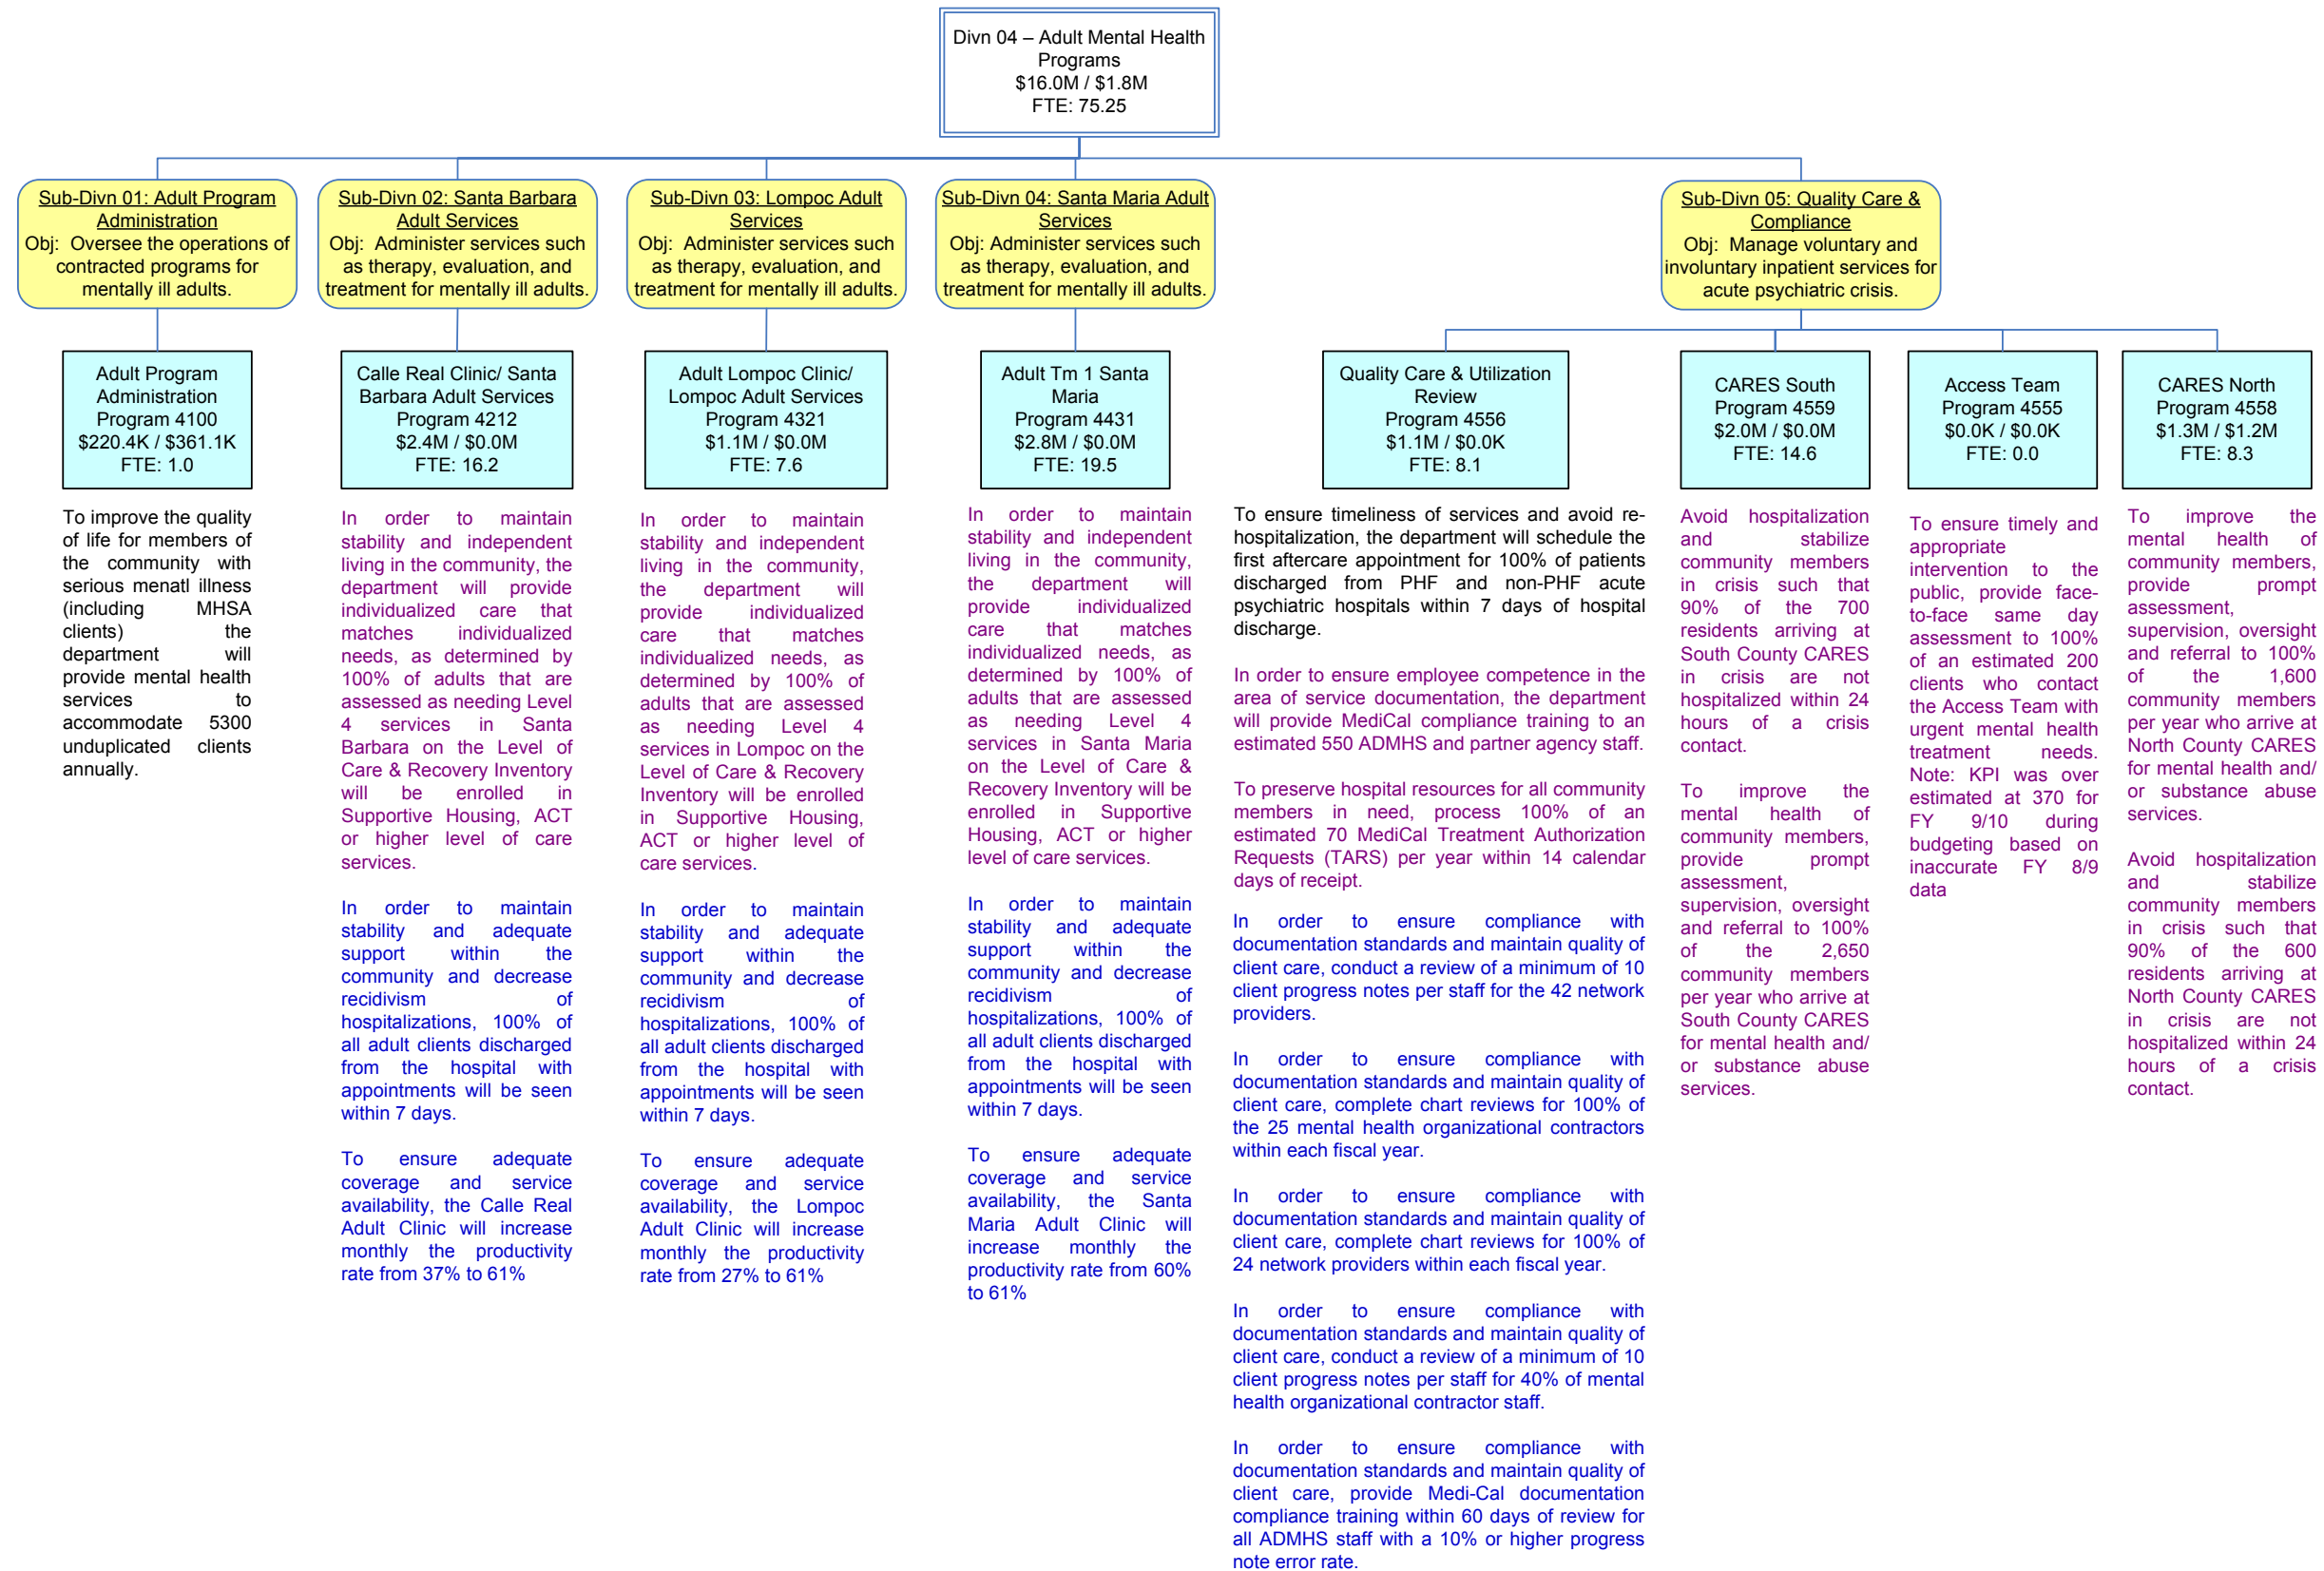 Divn 04 – Adult Mental Health
Programs
$16.0M / $1.8M
FTE: 75.25
Sub-Divn 01: Adult Program
Administration
Obj:  Oversee the operations of
contracted programs for
mentally ill adults.
Sub-Divn 02: Santa Barbara
Adult Services
Obj:  Administer services such
as therapy, evaluation, and
treatment for mentally ill adults.
Sub-Divn 03: Lompoc Adult
Services
Obj:  Administer services such
as therapy, evaluation, and
treatment for mentally ill adults.
Sub-Divn 04: Santa Maria Adult
Services
Obj: Administer services such
as therapy, evaluation, and
treatment for mentally ill adults.
Sub-Divn 05: Quality Care &
Compliance
Obj:  Manage voluntary and
involuntary inpatient services for
acute psychiatric crisis.
Adult Program
Administration
Program 4100
$220.4K / $361.1K
FTE: 1.0
Calle Real Clinic/ Santa
Barbara Adult Services
Program 4212
$2.4M / $0.0M
FTE: 16.2
Adult Lompoc Clinic/
Lompoc Adult Services
Program 4321
$1.1M / $0.0M
FTE: 7.6
Adult Tm 1 Santa
Maria
Program 4431
$2.8M / $0.0M
FTE: 19.5
Quality Care & Utilization
Review
Program 4556
$1.1M / $0.0K
FTE: 8.1
CARES South
Program 4559
$2.0M / $0.0M
FTE: 14.6
Access Team
Program 4555
$0.0K / $0.0K
FTE: 0.0
CARES North
Program 4558
$1.3M / $1.2M
FTE: 8.3
To improve the quality
of life for members of
the community with
serious menatl illness
(including MHSA
clients) the
department will
provide mental health
services to
accommodate 5300
unduplicated clients
annually.
In order to maintain
stability and independent
living in the community, the
department will provide
individualized care that
matches individualized
needs, as determined by
100% of adults that are
assessed as needing Level
4 services in Santa
Barbara on the Level of
Care & Recovery Inventory
will be enrolled in
Supportive Housing, ACT
or higher level of care
services.
In order to maintain
stability and adequate
support within the
community and decrease
recidivism of
hospitalizations, 100% of
all adult clients discharged
from the hospital with
appointments will be seen
within 7 days.
To ensure adequate
coverage and service
availability, the Calle Real
Adult Clinic will increase
monthly the productivity
rate from 37% to 61%
In order to maintain
stability and independent
living in the community,
the department will
provide individualized
care that matches
individualized needs, as
determined by 100% of
adults that are assessed
as needing Level 4
services in Lompoc on the
Level of Care & Recovery
Inventory will be enrolled
in Supportive Housing,
ACT or higher level of
care services.
In order to maintain
stability and adequate
support within the
community and decrease
recidivism of
hospitalizations, 100% of
all adult clients discharged
from the hospital with
appointments will be seen
within 7 days.
To ensure adequate
coverage and service
availability, the Lompoc
Adult Clinic will increase
monthly the productivity
rate from 27% to 61%
In order to maintain
stability and independent
living in the community,
the department will
provide individualized
care that matches
individualized needs, as
determined by 100% of
adults that are assessed
as needing Level 4
services in Santa Maria
on the Level of Care &
Recovery Inventory will be
enrolled in Supportive
Housing, ACT or higher
level of care services.
In order to maintain
stability and adequate
support within the
community and decrease
recidivism of
hospitalizations, 100% of
all adult clients discharged
from the hospital with
appointments will be seen
within 7 days.
To ensure adequate
coverage and service
availability, the Santa
Maria Adult Clinic will
increase monthly the
productivity rate from 60%
to 61%
To ensure timeliness of services and avoid re-
hospitalization, the department will schedule the
first aftercare appointment for 100% of patients
discharged from PHF and non-PHF acute
psychiatric hospitals within 7 days of hospital
discharge.
In order to ensure employee competence in the
area of service documentation, the department
will provide MediCal compliance training to an
estimated 550 ADMHS and partner agency staff.
To preserve hospital resources for all community
members in need, process 100% of an
estimated 70 MediCal Treatment Authorization
Requests (TARS) per year within 14 calendar
days of receipt.
In order to ensure compliance with
documentation standards and maintain quality of
client care, conduct a review of a minimum of 10
client progress notes per staff for the 42 network
providers.
In order to ensure compliance with
documentation standards and maintain quality of
client care, complete chart reviews for 100% of
the 25 mental health organizational contractors
within each fiscal year.
In order to ensure compliance with
documentation standards and maintain quality of
client care, complete chart reviews for 100% of
24 network providers within each fiscal year.
In order to ensure compliance with
documentation standards and maintain quality of
client care, conduct a review of a minimum of 10
client progress notes per staff for 40% of mental
health organizational contractor staff.
In order to ensure compliance with
documentation standards and maintain quality of
client care, provide Medi-Cal documentation
compliance training within 60 days of review for
all ADMHS staff with a 10% or higher progress
note error rate.
Avoid hospitalization
and stabilize
community members
in crisis such that
90% of the 700
residents arriving at
South County CARES
in crisis are not
hospitalized within 24
hours of a crisis
contact.
To improve the
mental health of
community members,
provide prompt
assessment,
supervision, oversight
and referral to 100%
of the 2,650
community members
per year who arrive at
South County CARES
for mental health and/
or substance abuse
services.
To ensure timely and
appropriate
intervention to the
public, provide face-
to-face same day
assessment to 100%
of an estimated 200
clients who contact
the Access Team with
urgent mental health
treatment needs.
Note: KPI was over
estimated at 370 for
FY 9/10 during
budgeting based on
inaccurate FY 8/9
data
To improve the
mental health of
community members,
provide prompt
assessment,
supervision, oversight
and referral to 100%
of the 1,600
community members
per year who arrive at
North County CARES
for mental health and/
or substance abuse
services.
Avoid hospitalization
and stabilize
community members
in crisis such that
90% of the 600
residents arriving at
North County CARES
in crisis are not
hospitalized within 24
hours of a crisis
contact.